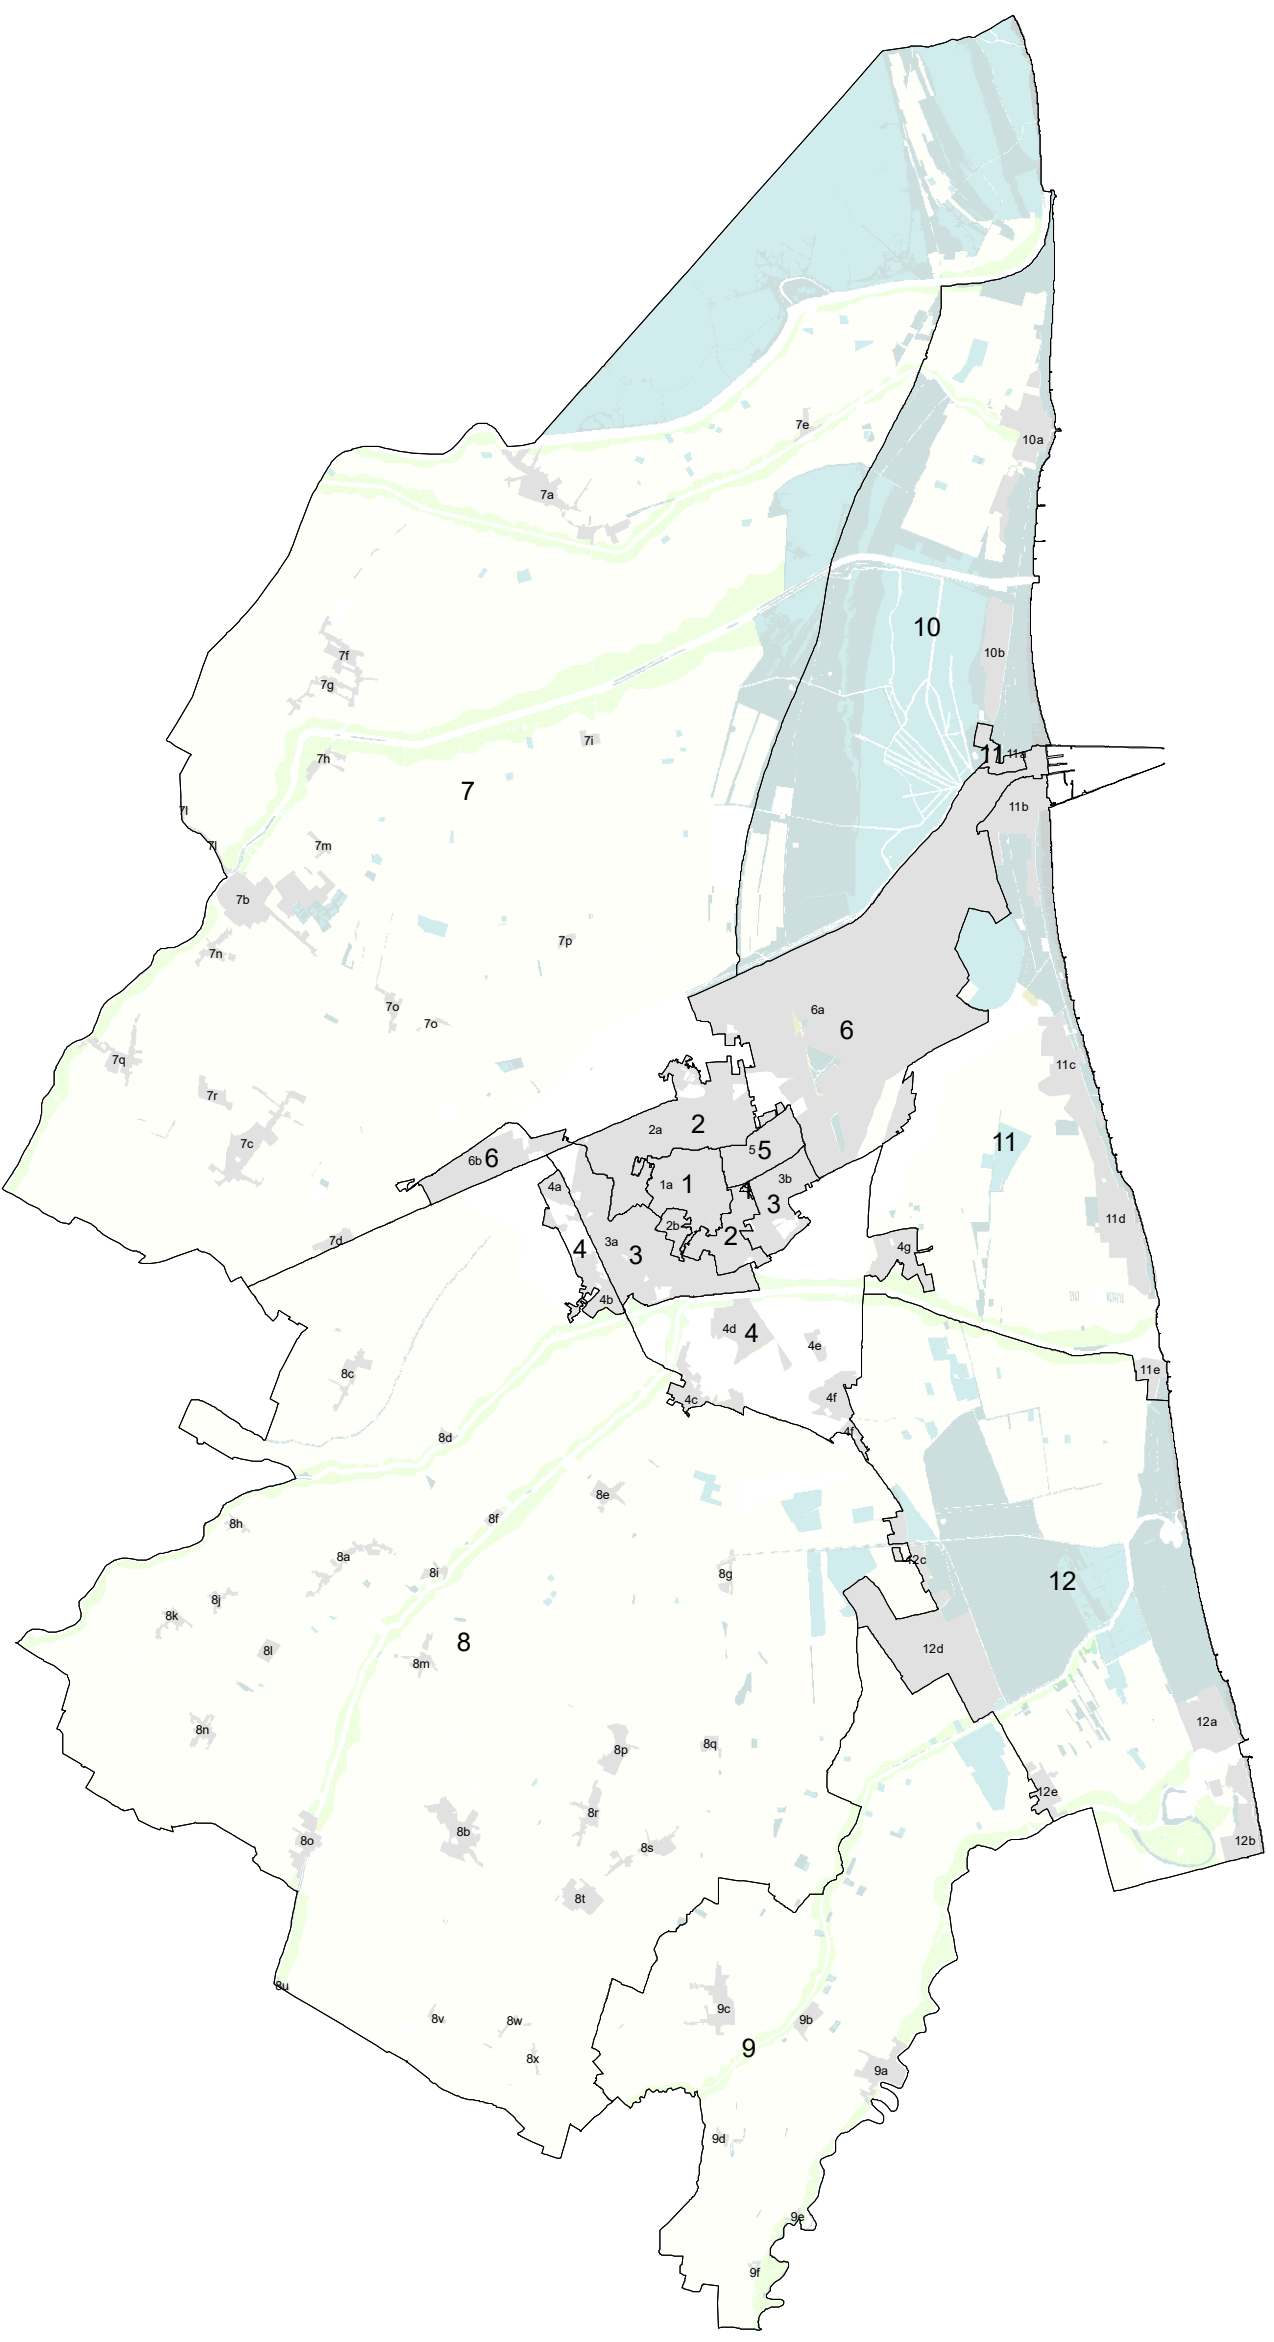 7e
10a
7a
10
7f
10b
7g
7i
11
11a
7h
7
11b
7l
7l
7m
7b
7p
7n
7o
6a
7o
6
7q
11c
7r
2
2a
7c
11
5
5
6b
6
3b
4a
1a
1
1
3
11d
2b
7d
3a
2
4
3
4g
4b
4d
4
4e
8c
11e
4c
4f
8d
4f
8e
8f
8h
8a
12c
8i
8g
12
8j
8k
8
8l
12d
8m
12a
8n
8p
8q
12e
8r
8b
8o
12b
8s
8t
8u
9c
8v
8w
9b
9
8x
9a
9d
9e
9f